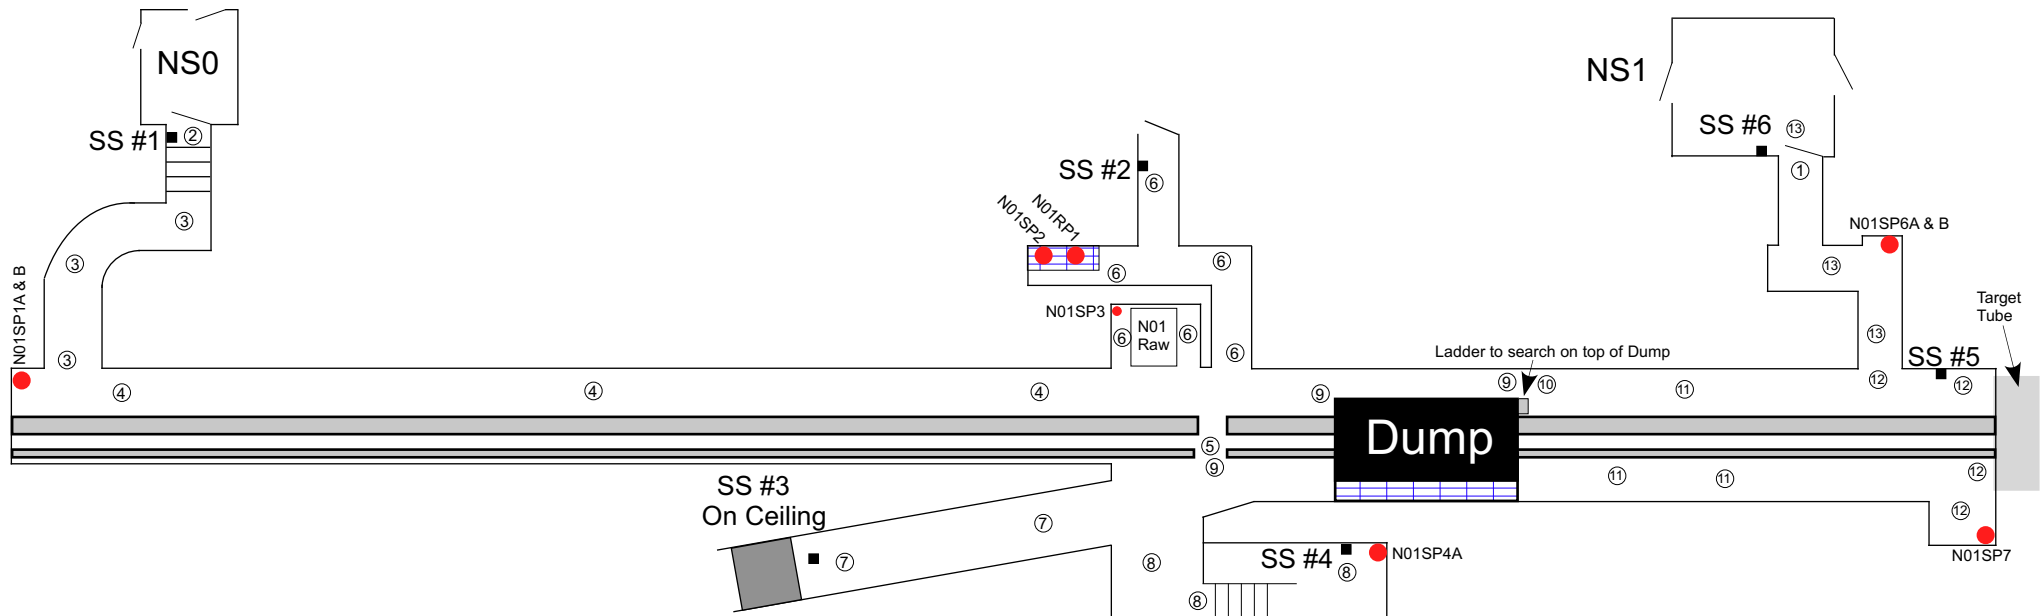 NS0
NS1
SS #1
②
SS #6
⑬
①
SS #2
⑥
③
③
③
N01SP1A & B
N01SP2
N01RP1
⑥
⑥
N01SP3
⑥
N01
Raw
⑥
⑥
N01SP6A & B
⑬
⑬
Target
Tube
Ladder to search on top of Dump
SS #5
④
④
④
⑨
⑨
⑩
⑪
⑫
⑫
⑤
⑨
Dump
⑪
⑪
⑫
⑫
N01SP7
SS #3
On Ceiling
⑦
⑦
⑧
⑧
SS #4
⑧
N01SP4A